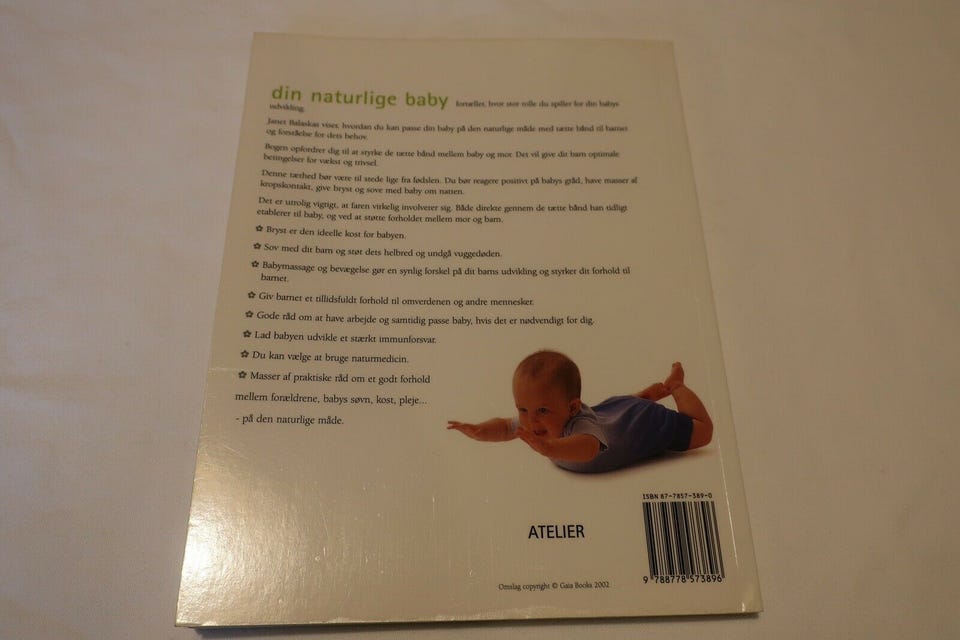 din naturlige baby fortæller, hvor stor rolle du spiller for din babys
udvikling.
Janet Balaskas viser, hvordan du kan passe din baby på den naturlige måde med tætte bånd til barnet
og forståelse for dets behov.
Bogen opfordrer dig til at styrke de tætte bånd mellem baby og mor. Det vil give dit barn optimale
betingelser for vækst og trivsel.
Denne tæthed bør være til stede lige fra fødslen. Du bør reagere positivt på babys gråd, have masser af
kropskontakt, give bryst og sove med baby om natten.
Det er utrolig vigtigt, at faren virkelig involverer sig. Både direkte gennem de tætte bånd han tidligt
etablerer til baby, og ved at støtte forholdet mellem mor og barn.
Bryst er den ideelle kost for babyen.
Sov med dit barn og støt dets helbred og undgå vuggedøden.
Babymassage og bevægelse gør en synlig forskel på dit barns udvikling og styrker dit forhold til
barnet.
Giv barnet et tillidsfuldt forhold til omverdenen og andre mennesker.
Gode råd om at have arbejde og samtidig passe baby, hvis det er nødvendigt for dig.
Lad babyen udvikle et stærkt immunforsvar.
Du kan vælge at bruge naturmedicin.
Masser af praktiske råd om et godt forhold
mellem forældrene, babys søvn, kost, pleje...
- på den naturlige måde.
ISBN 87-7857-389-0
ATELIER
9 788778 573896
Omslag copyright © Gaia Books 2002